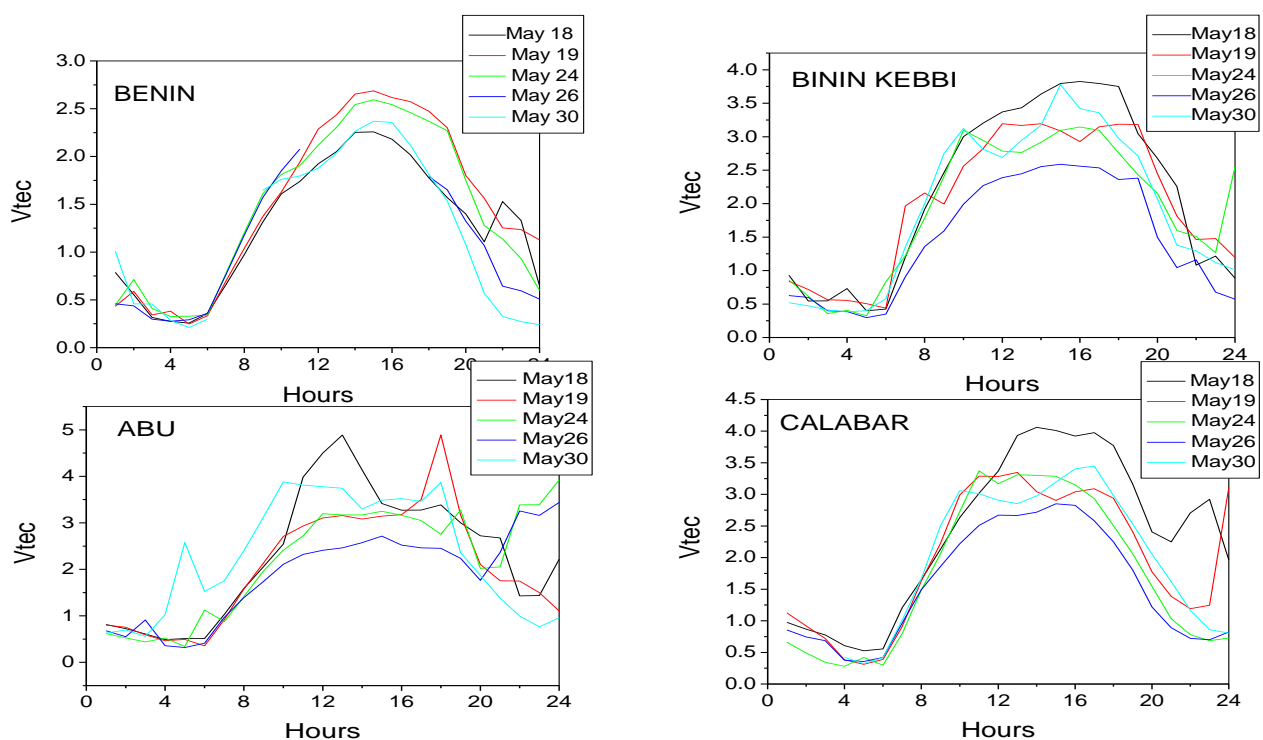 BENIN
May 18
May 19
May 24
May 26
May 30
3.0
2.5
2.0
1.5
1.0
0.5
0.0
Vtec
0 4 8 12 16 20 24
Hours
BININ KEBBI
May18
May19
May24
May26
May30
4.0
3.5
3.0
2.5
2.0
1.5
1.0
0.5
0.0
Vtec
0 4 8 12 16 20 24
Hours
ABU
May18
May19
May24
May26
May30
5
4
3
2
1
0
Vtec
0 4 8 12 16 20 24
Hours
CALABAR
May18
May19
May24
May26
May30
4.5
4.0
3.5
3.0
2.5
2.0
1.5
1.0
0.5
0.0
Vtec
0 4 8 12 16 20 24
Hours